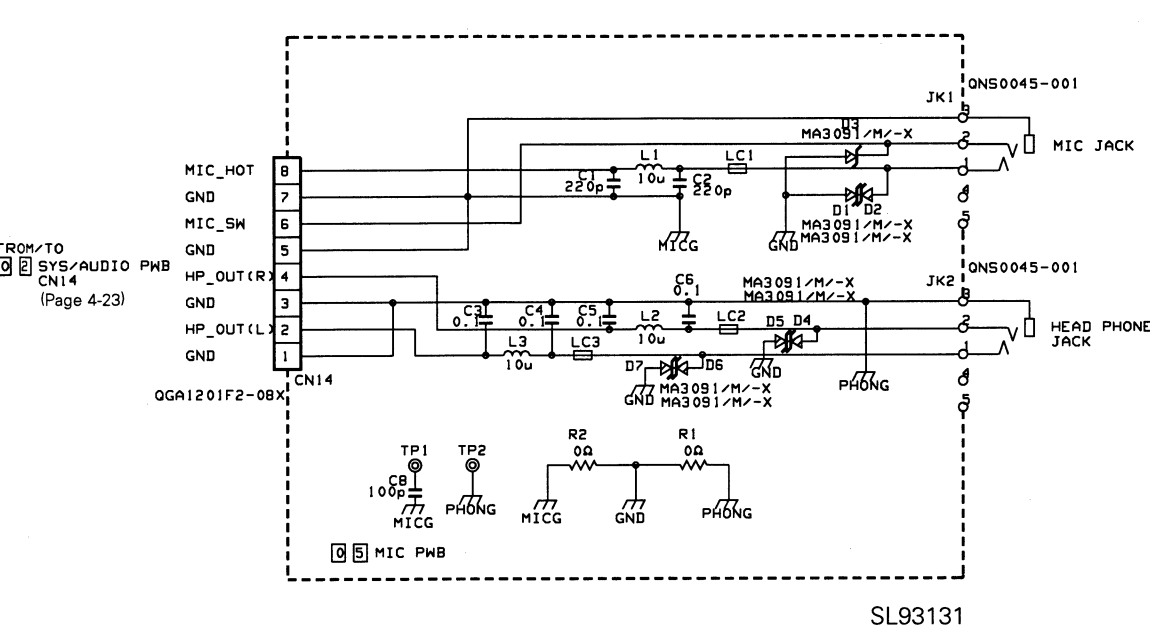 QNS0045-001
JK1
3
D3
MA3091/M/-X
2
MIC JACK
L1
LC1
1
MIC_HOT
8
C1
10u
C2
220p
220p
GND
7
4
D1 D2
MIC_SW
6
MA3091/M/-X
5
MICG
GND
MA3091/M/-X
GND
5
FROM/TO
0 2 SYS/AUDIO PWB
CN14
(Page 4-23)
HP_OUT(R)
4
QNS0045-001
C6
0.1
MA3091/M/-X
MA3091/M/-X
JK2
3
GND
3
C3
0.1
C4
0.1
C5
0.1
L2
LC2
D5 D4
2
HEAD PHONE
JACK
HP_OUT(L)
2
10u
L3
LC3
1
GND
1
10u
D7
D6
GND
PHONG
4
CN14
GND
MA3091/M/-X
MA3091/M/-X
QGA1201F2-08X
5
R2
R1
TP1
TP2
0Ω
0Ω
C8
100p
MICG
PHONG
MICG
GND
PHONG
0 5 MIC PWB
SL93131